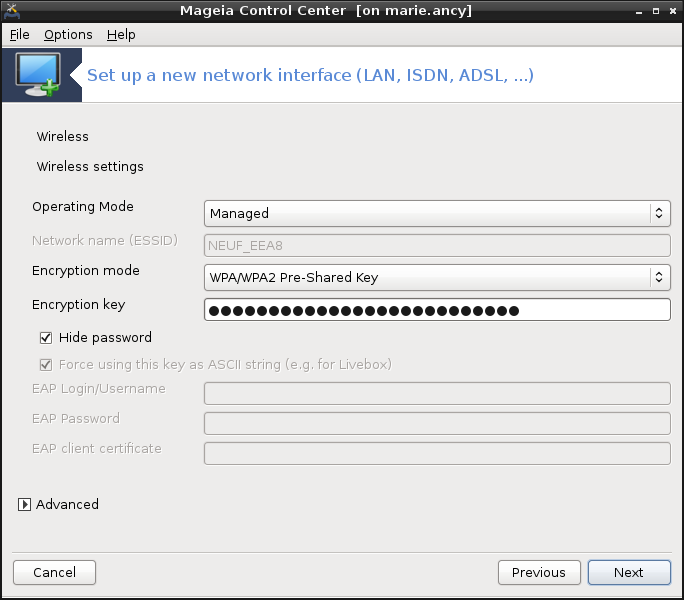 Mageia Control Center [on marie.ancy]
File Options Help
Set up a new network interface (LAN, ISDN, ADSL, ...)
Wireless
Wireless settings
Operating Mode Managed
Network name (ESSID) NEUF_EEA8
Encryption mode WPA/WPA2 Pre-Shared Key
Encryption key ●●●●●●●●●●●●●●●●●●●●●●●●●●
Hide password
Force using this key as ASCII string (e.g. for Livebox)
EAP Login/Username
EAP Password
EAP client certificate
Advanced
Cancel Previous Next